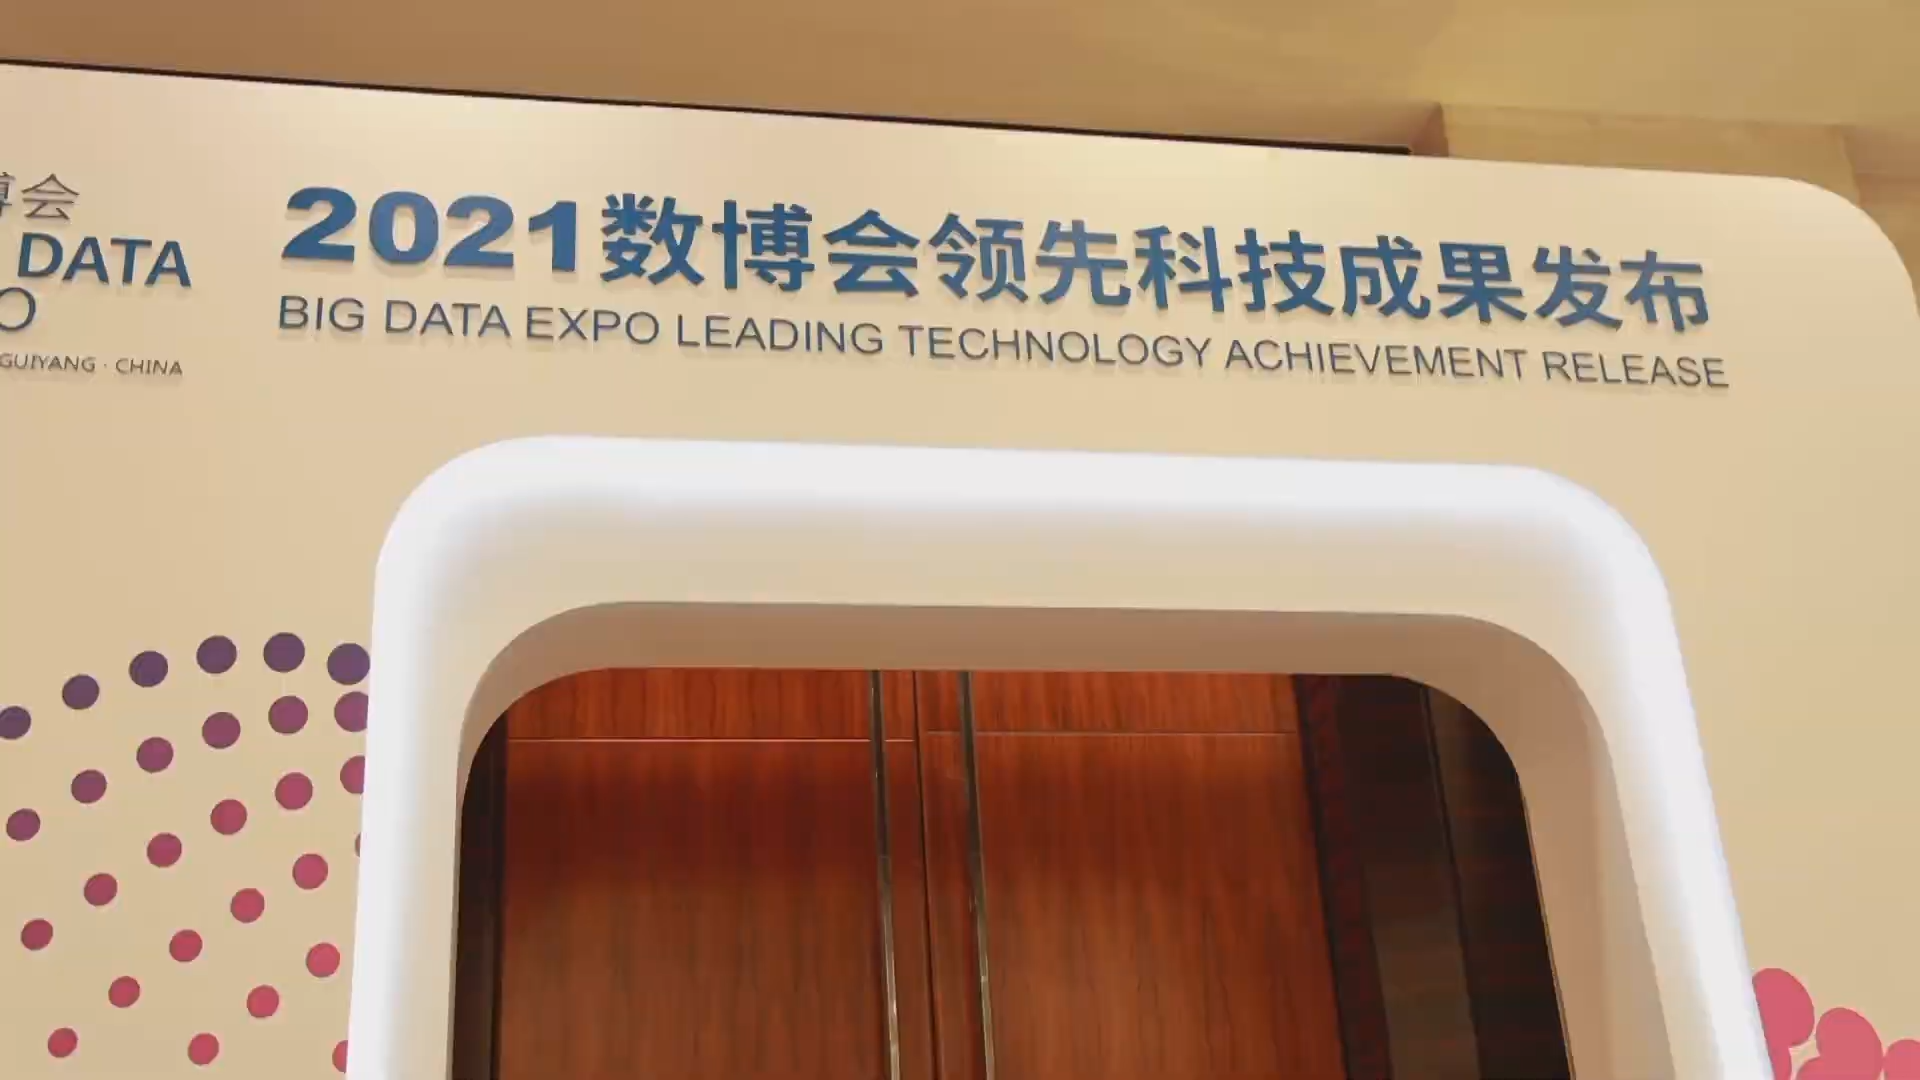 博会
DATA
O
GUIYANG · CHINA
2021数博会领先科技成果发布
BIG DATA EXPO LEADING TECHNOLOGY ACHIEVEMENT RELEASE